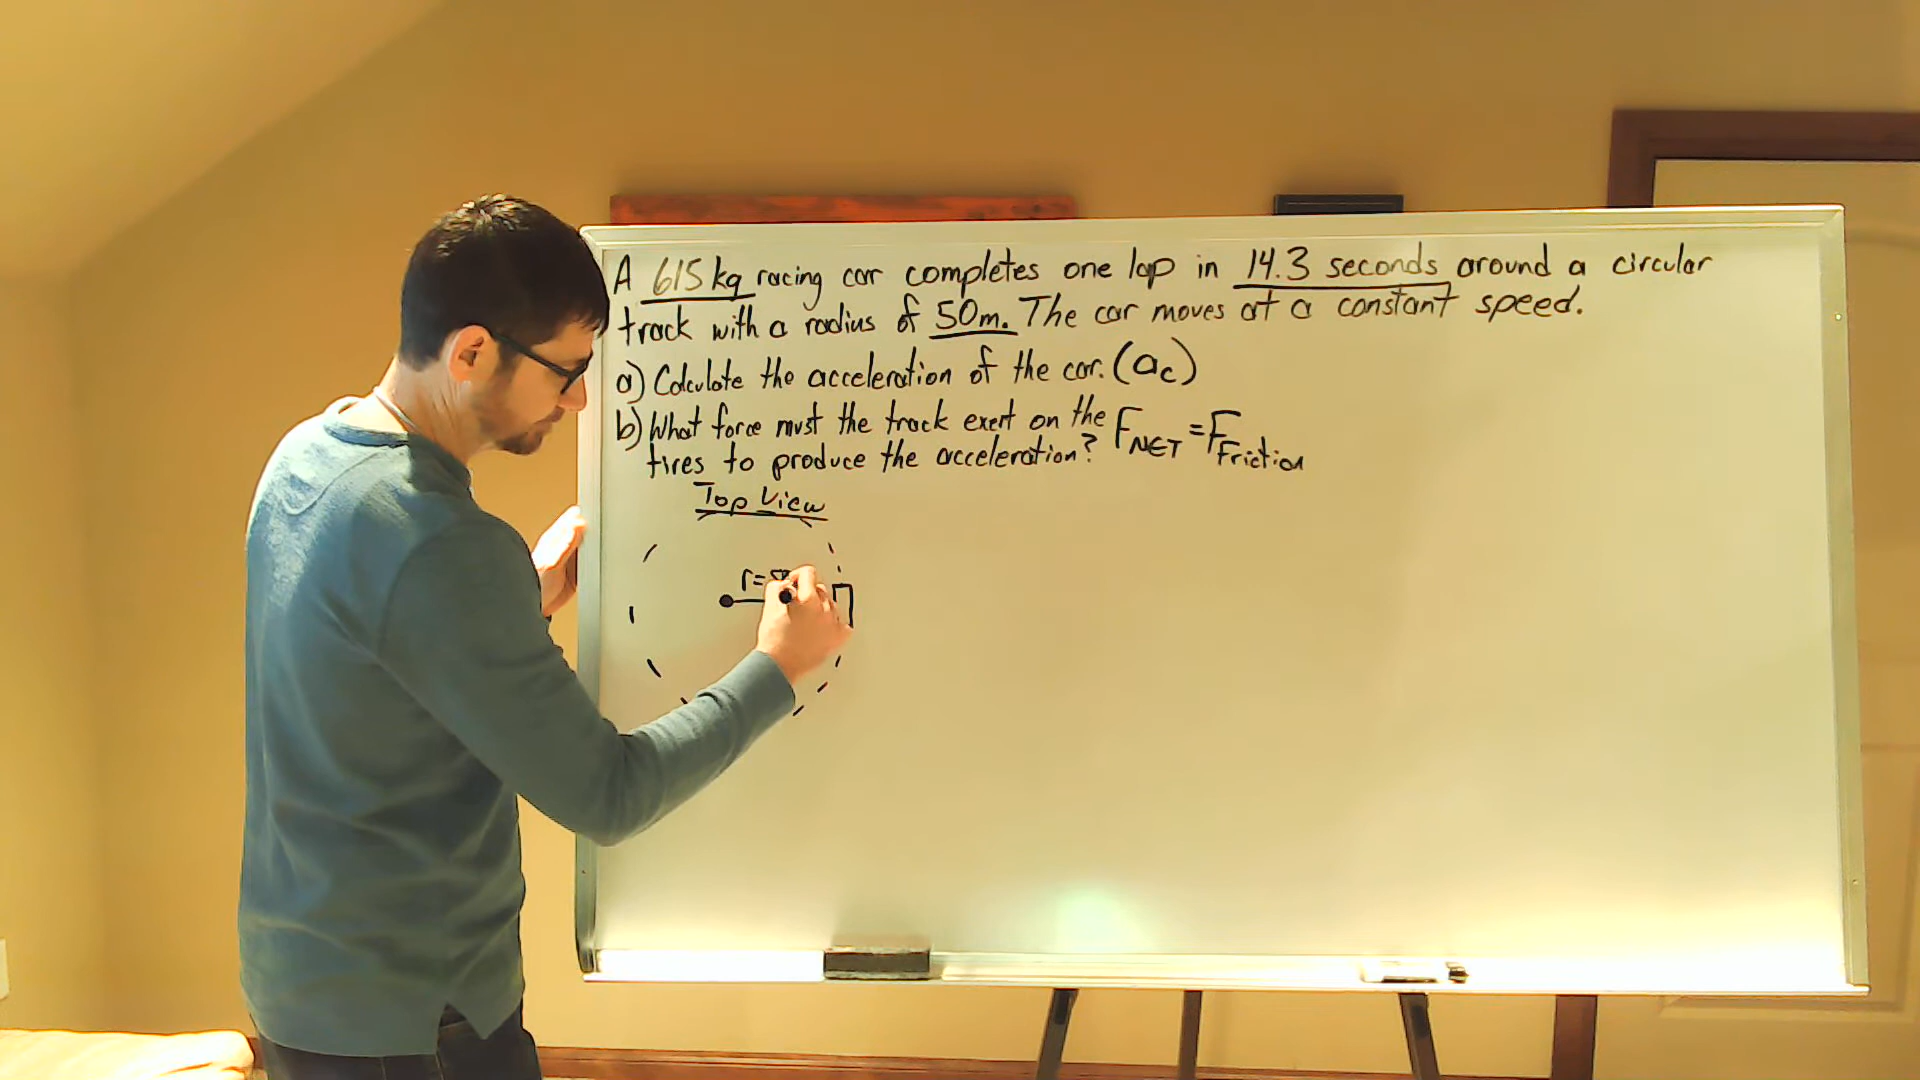 A 615 kg racing car completes one lap in 14.3 seconds around a circular
track with a radius of 50m. The car moves at a constant speed.
a) Calculate the acceleration of the car. (ac)
b) What force must the track exert on the FNET = FFriction
tires to produce the acceleration?
Top View
r=